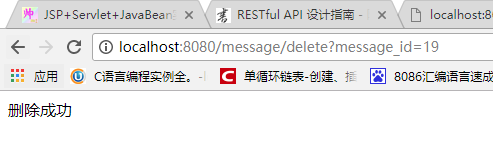 JSP+Servlet+JavaBean
RESTful API 设计指南 -
localhost:8080
localhost:8080/message/delete?message_id=19
应用 C语言编程实例全。- 单循环链表-创建、插 8086汇编语言速成
删除成功